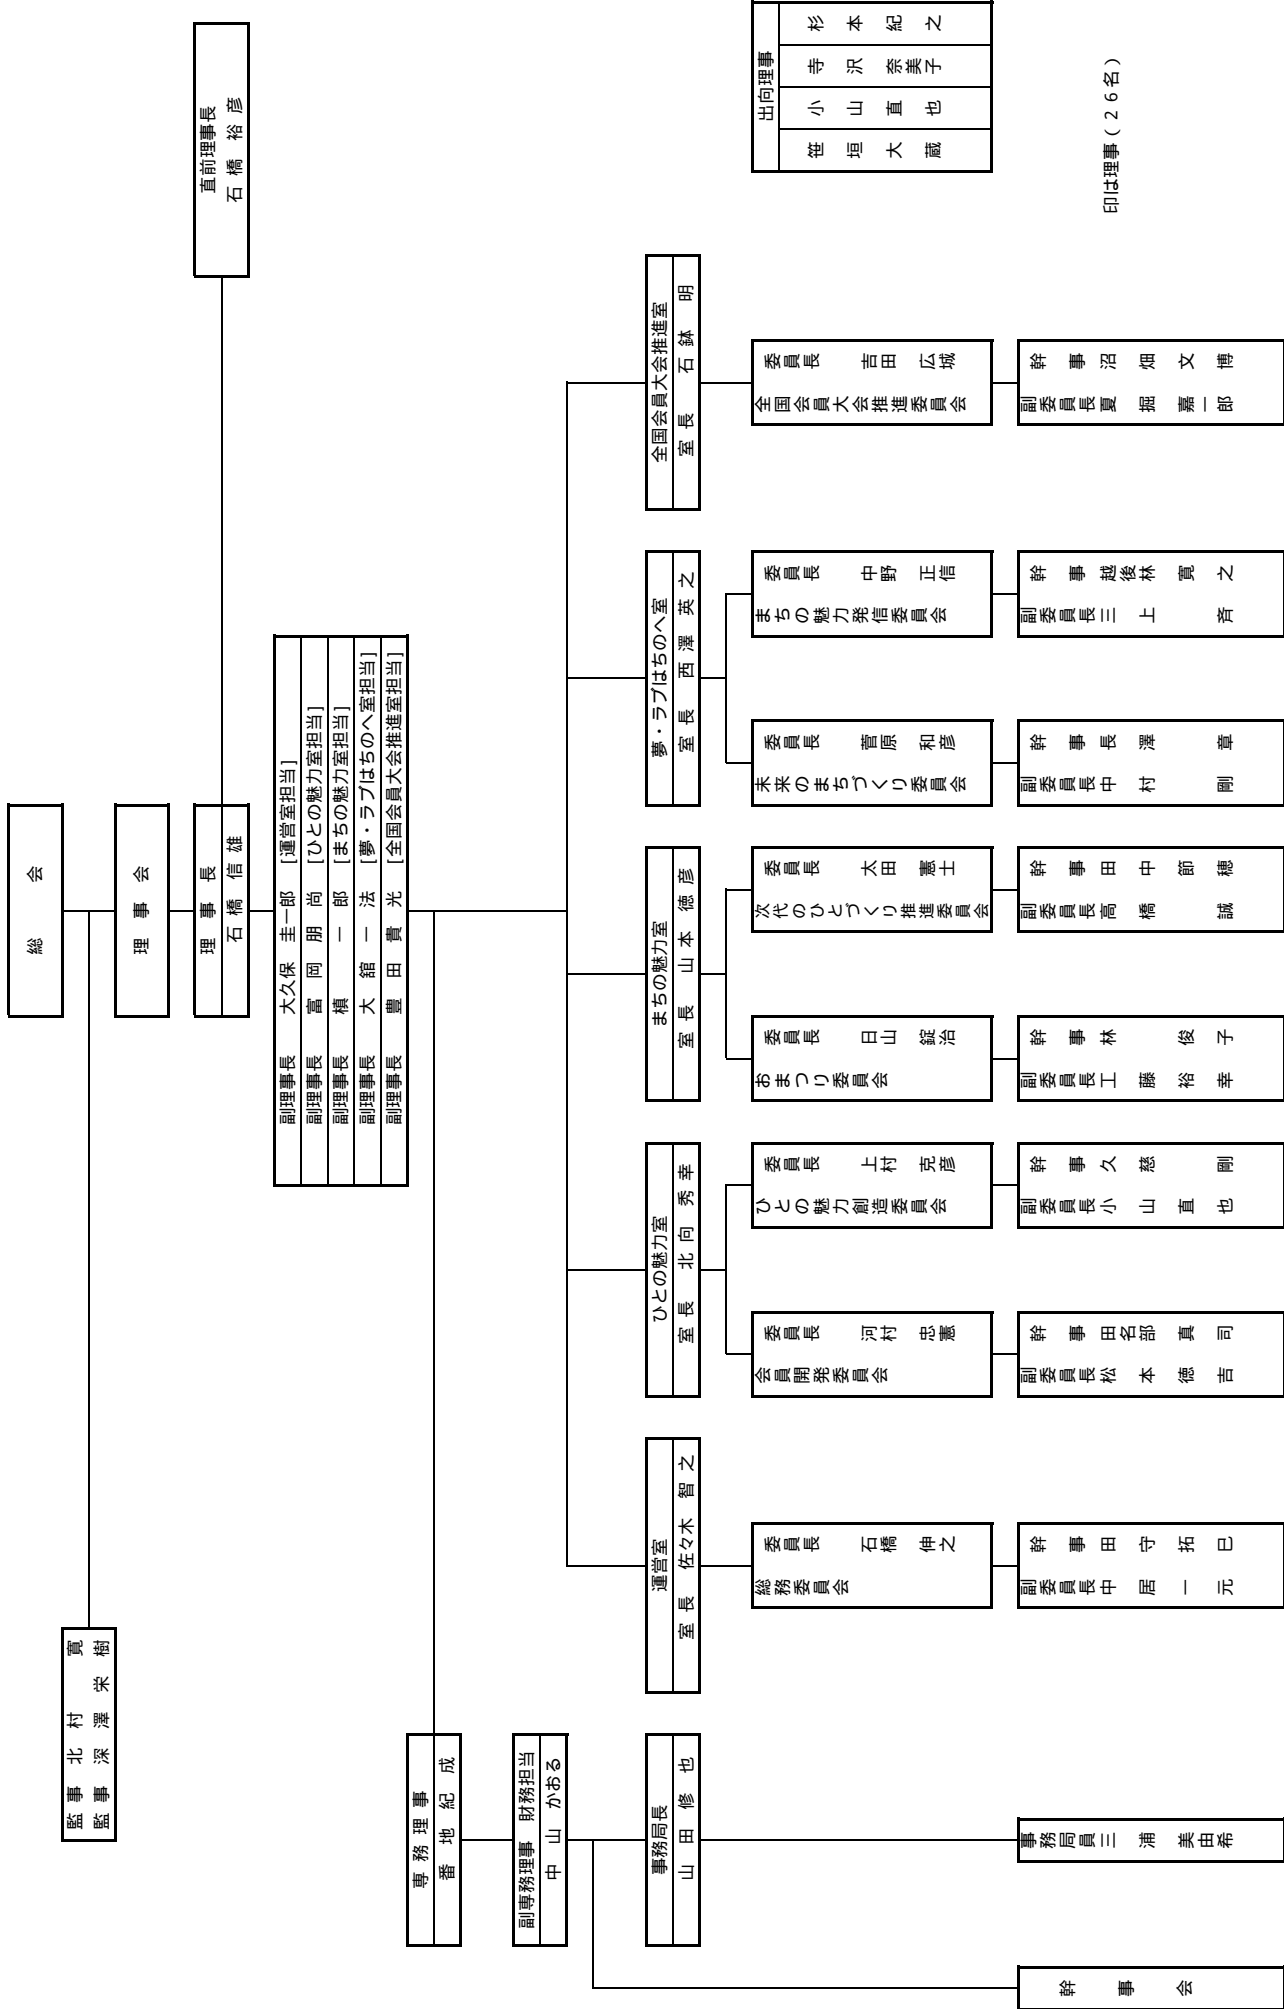 総会
監事 北村 寛
監事 深澤 栄樹
理事会
理事長
石橋信雄
直前理事長
石橋裕彦
副理事長 大久保 圭一郎 [運営室担当]
副理事長 富岡 朋尚 [ひとの魅力室担当]
副理事長 槙 一郎 [まちの魅力室担当]
副理事長 大舘 一法 [夢・ラブはちのへ室担当]
副理事長 豊田 貴光 [全国会員大会推進室担当]
専務理事
番地紀成
副専務理事 財務担当
中山 かおる
事務局長
山田修也
事務局員 三浦 美由希
幹事会
運営室
室長 佐々木 智之
委員長 石橋 伸之
総務委員会
幹事 田守 拓巳
副委員長 中居 一元
ひとの魅力室
室長 北向 秀幸
委員長 河村 忠憲
会員開発委員会
幹事 田名部 真司
副委員長 松本 徳吉
委員長 上村 克彦
ひとの魅力創造委員会
幹事 久慈 剛
副委員長 小山 直也
まちの魅力室
室長 山本 徳彦
委員長 日山 錠治
おまつり委員会
幹事 林 俊子
副委員長 工藤 裕幸
委員長 太田 憲士
次代のひとづくり推進委員会
幹事 田中 節穂
副委員長 高橋 誠
夢・ラブはちのへ室
室長 西澤 英之
委員長 菅原 和彦
未来のまちづくり委員会
幹事 長澤 章
副委員長 中村 剛
委員長 中野 正信
まちの魅力発信委員会
幹事 越後林 寛之
副委員長 三上 斉
全国会員大会推進室
室長 石鉢 明
委員長 吉田 広城
全国会員大会推進委員会
幹事 沼畑 文博
副委員長 夏掘 嘉一郎
出向理事
杉本紀之
寺沢奈美子
小山直也
笹垣大蔵
印は理事(26名)